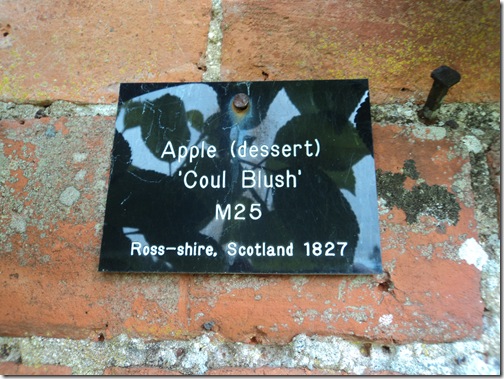 Apple (dessert)
'Coul Blush'
M25
Ross-shire, Scotland 1827